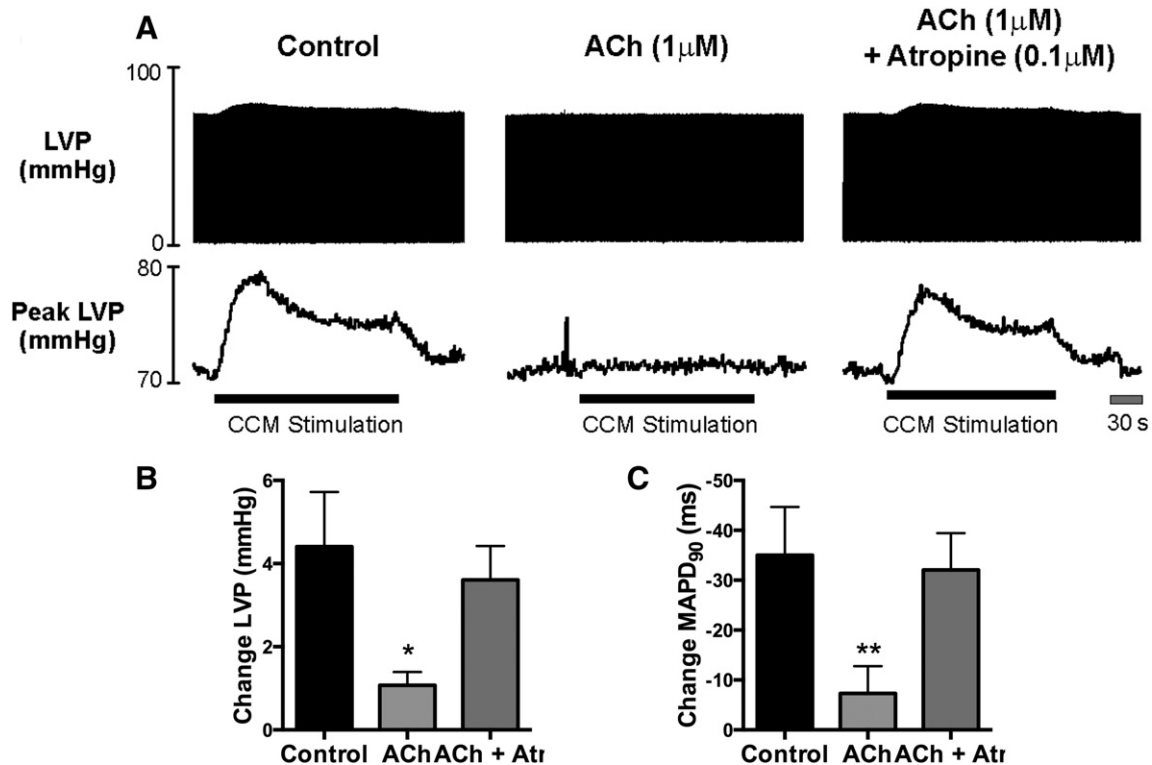 A
Control
ACh (1μM)
ACh (1μM)
+ Atropine (0.1μM)
100
LVP
(mmHg)
0
80
Peak LVP
(mmHg)
70
CCM Stimulation
CCM Stimulation
CCM Stimulation
30 s
B
Change LVP (mmHg)
6
4
2
0
*
Control
ACh
ACh + Atr
C
Change MAPD90 (ms)
-50
-40
-30
-20
-10
0
**
Control
ACh
ACh + Atr